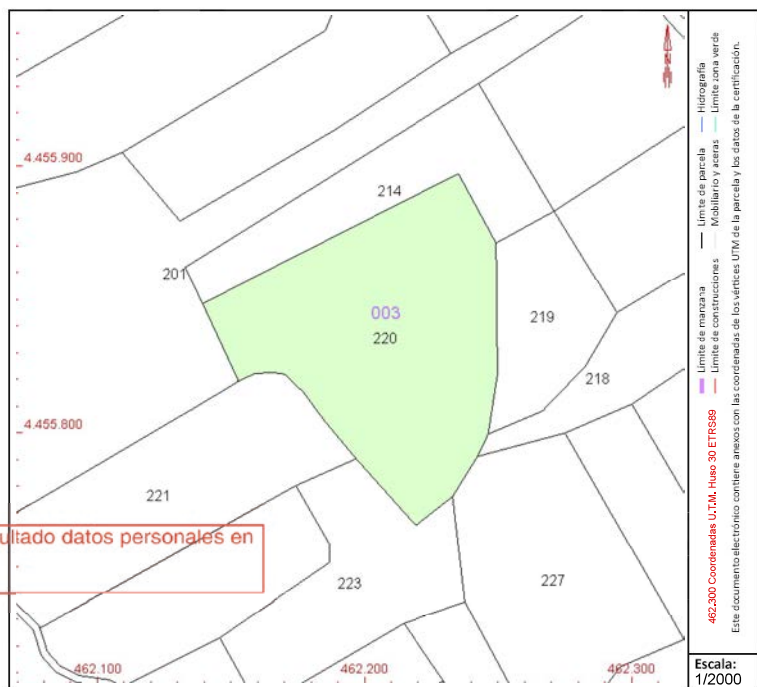 4.455.900
214
201
003
220
219
218
4.455.800
221
ultado datos personales en
223
227
462.100
462.200
462.300
Límite de manzana
Límite de parcela
Hidrografía
Límite de construcciones
Mobiliario y aceras
Límite zona verde
462.300 Coordenadas U.T.M. Huso 30 ETRS89
Este documento electrónico contiene anexos con las coordenadas de los vértices UTM de la parcela y los datos de la certificación.
Escala:
1/2000